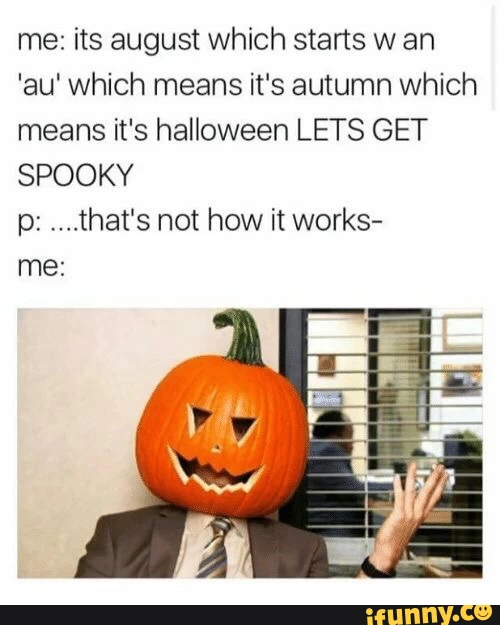 me: its august which starts w an
'au' which means it's autumn which
means it's halloween LETS GET
SPOOKY
p: ....that's not how it works-
me:
ifunny.co